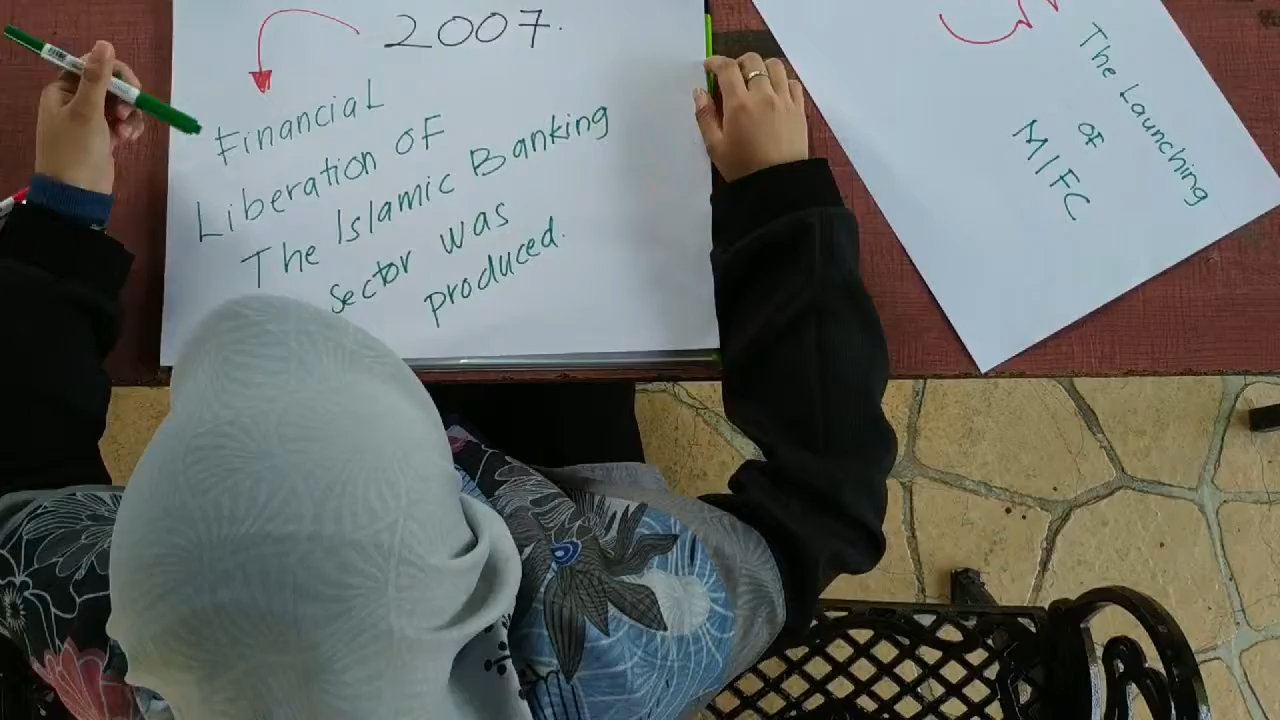 2007.
Financial
Liberation of
The Islamic Banking
sector was
produced.
The Launching
OF
MIFC